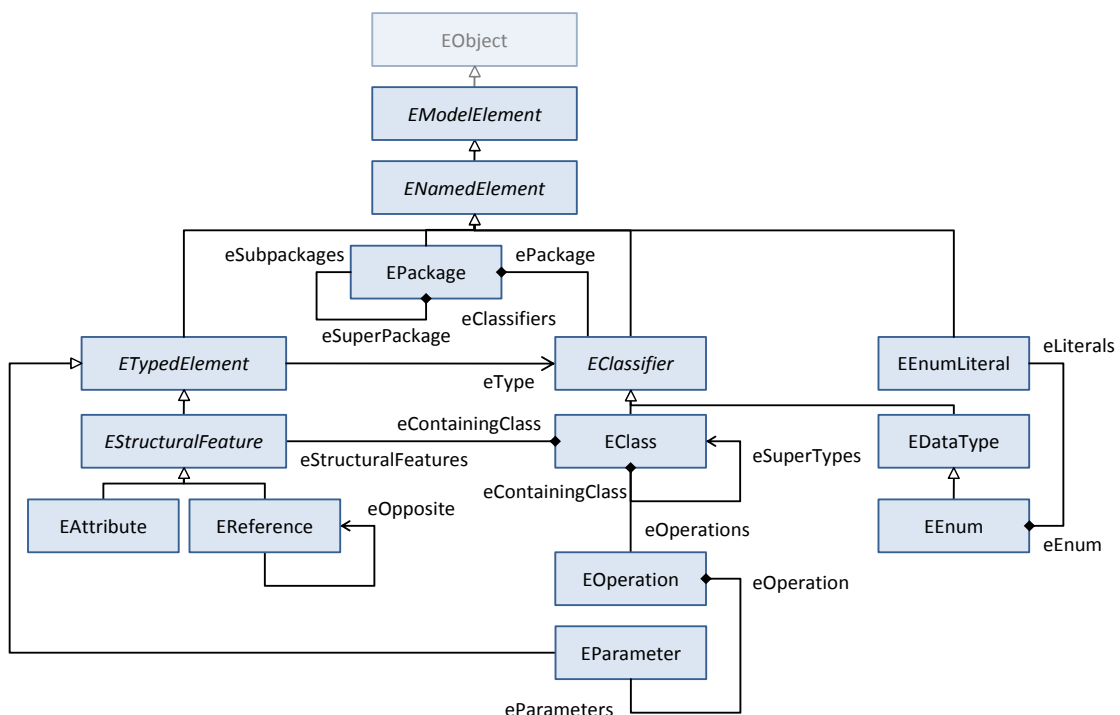 EObject
EModelElement
ENamedElement
eSubpackages
ePackage
EPackage
eClassifiers
eSuperPackage
ETypedElement
eType
EClassifier
EEnumLiteral
eLiterals
eContainingClass
EStructuralFeature
eStructuralFeatures
EClass
eSuperTypes
EDataType
eContainingClass
EAttribute
EReference
eOpposite
eOperations
EEnum
eEnum
EOperation
eOperation
EParameter
eParameters